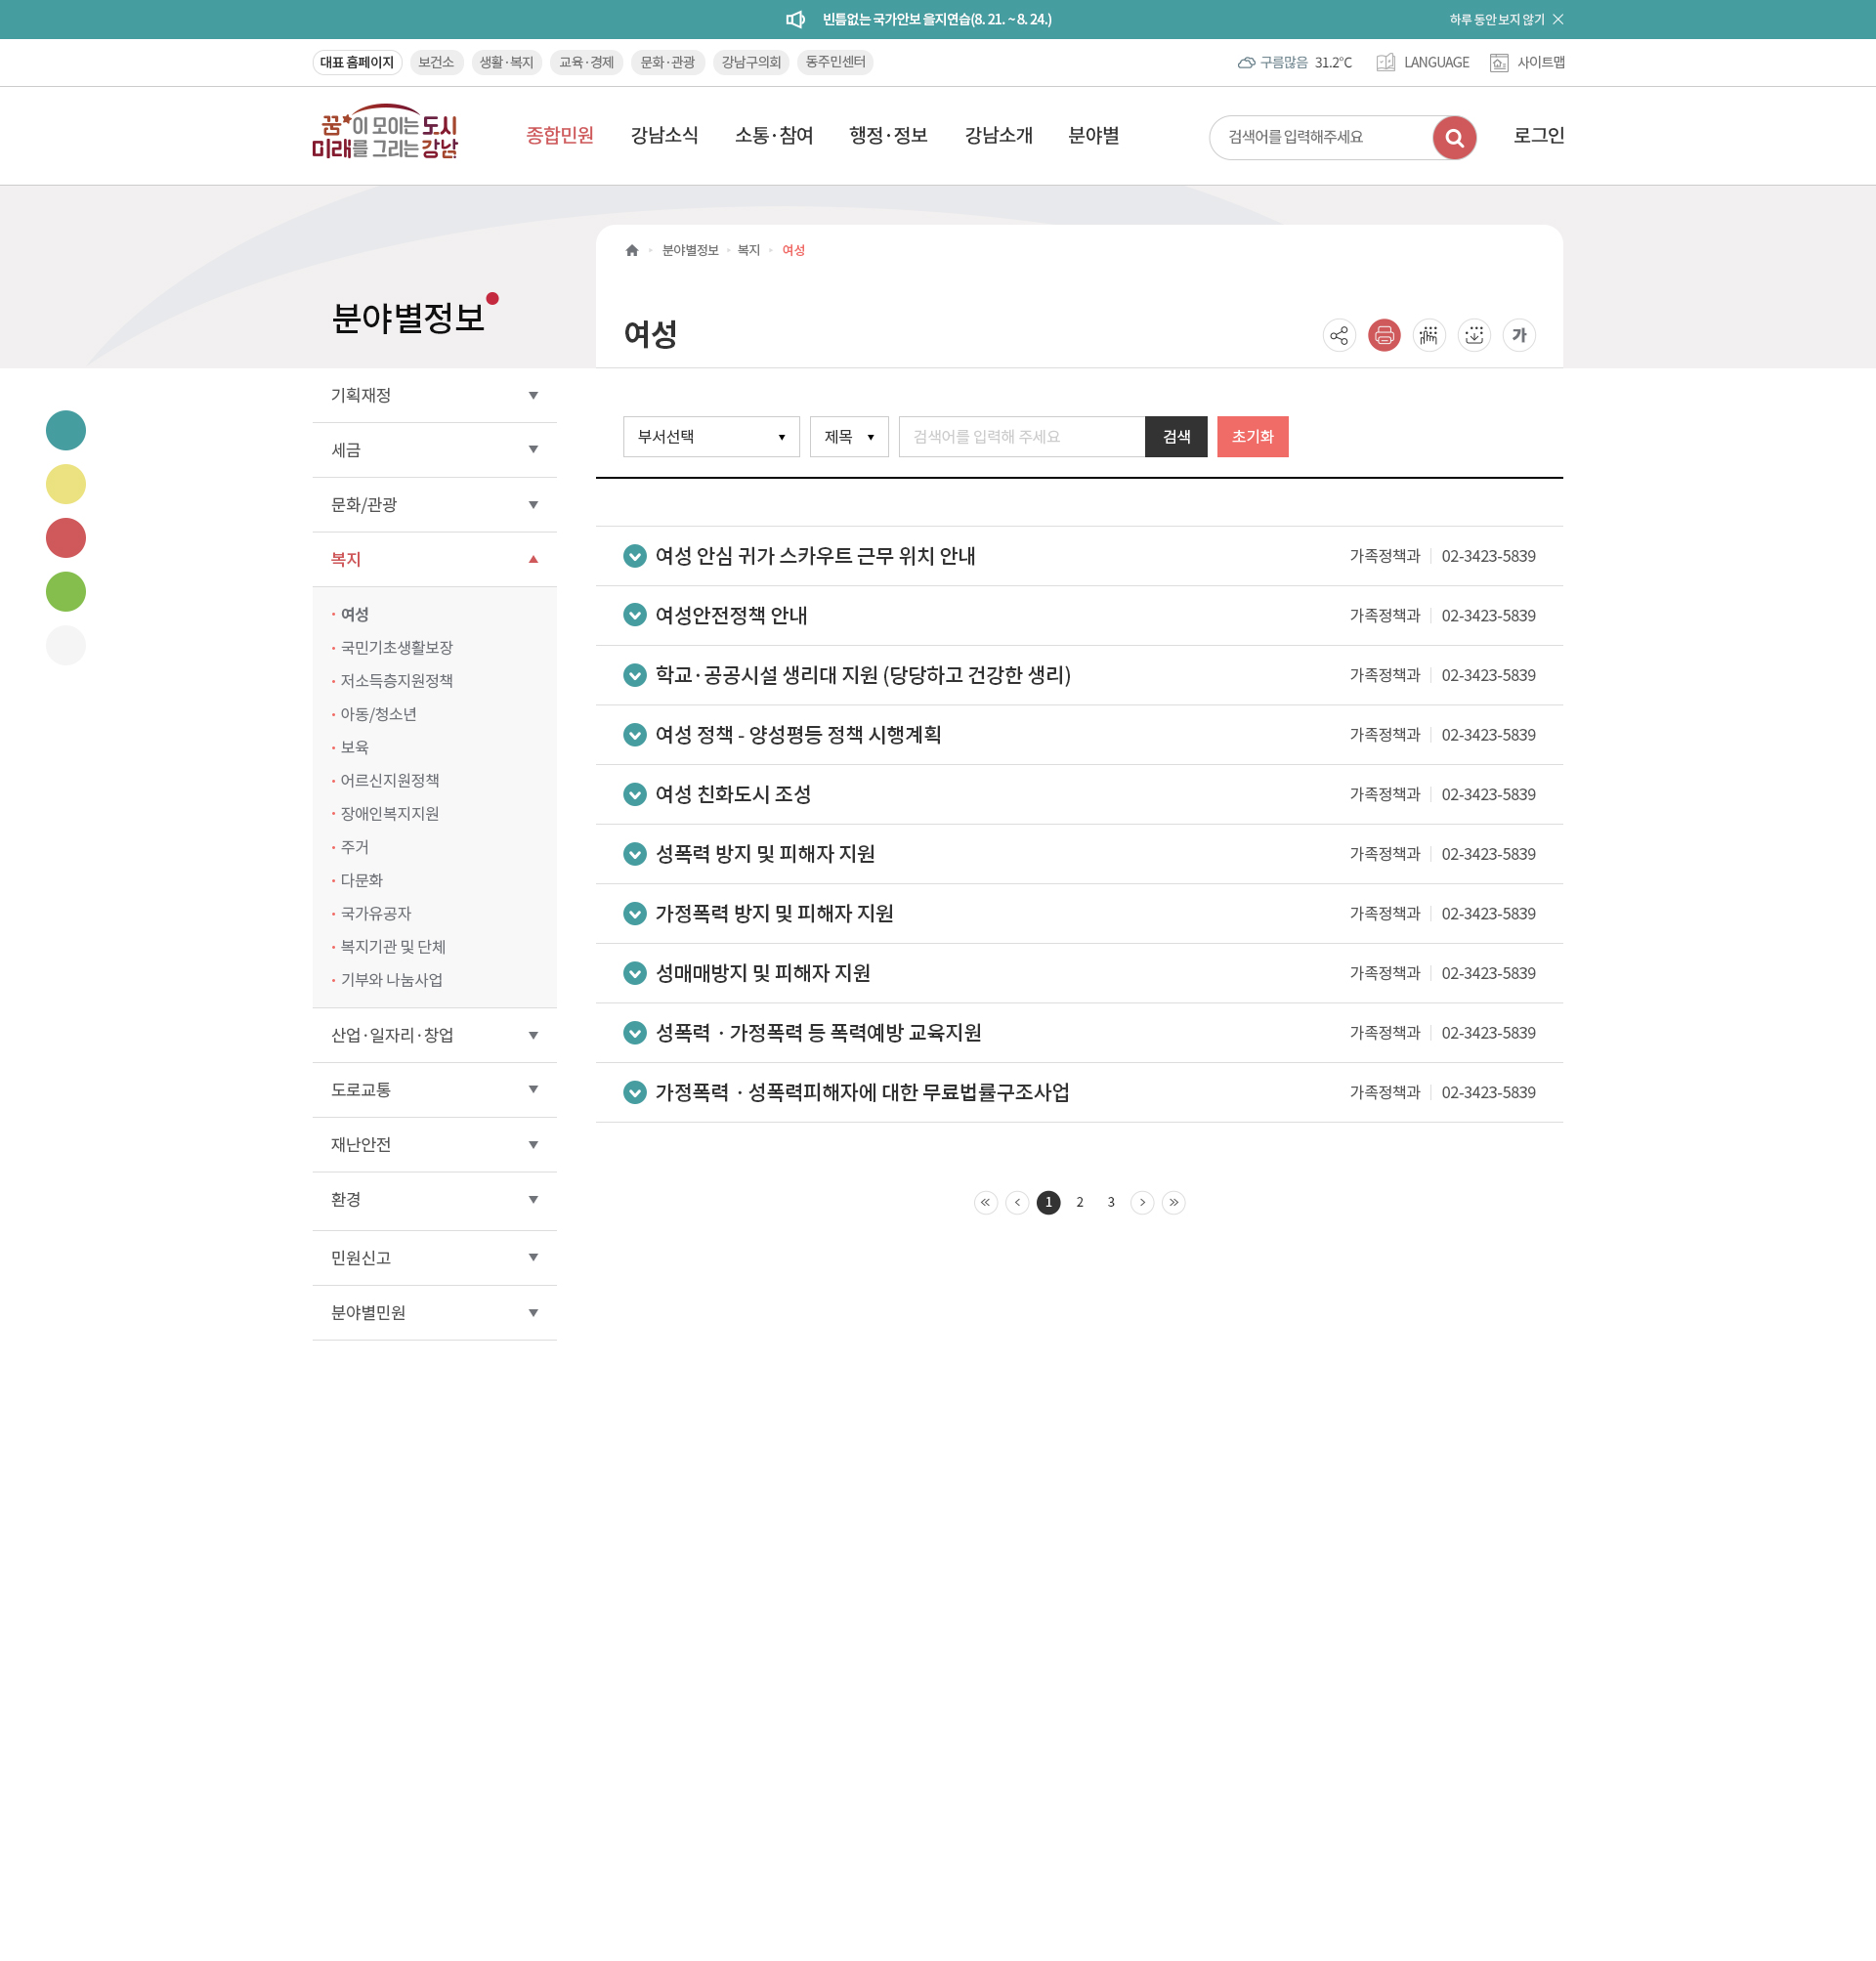 빈틈없는 국가안보 을지연습(8. 21. ~ 8. 24.)
하루 동안 보지 않기
대표 홈페이지 보건소 생활·복지 교육·경제 문화·관광 강남구의회 동주민센터
구름많음 31.2℃ LANGUAGE 사이트맵
꿈이 모이는 도시
미래를 그리는 강남
종합민원 강남소식 소통·참여 행정·정보 강남소개 분야별
검색어를 입력해주세요
로그인
분야별정보 복지 여성
분야별정보
여성
가
기획재정
세금
문화/관광
복지
여성
국민기초생활보장
저소득층지원정책
아동/청소년
보육
어르신지원정책
장애인복지지원
주거
다문화
국가유공자
복지기관 및 단체
기부와 나눔사업
산업·일자리·창업
도로교통
재난안전
환경
민원신고
분야별민원
부서선택 제목 검색어를 입력해 주세요 검색 초기화
여성 안심 귀가 스카우트 근무 위치 안내 가족정책과 02-3423-5839
여성안전정책 안내 가족정책과 02-3423-5839
학교·공공시설 생리대 지원 (당당하고 건강한 생리) 가족정책과 02-3423-5839
여성 정책 - 양성평등 정책 시행계획 가족정책과 02-3423-5839
여성 친화도시 조성 가족정책과 02-3423-5839
성폭력 방지 및 피해자 지원 가족정책과 02-3423-5839
가정폭력 방지 및 피해자 지원 가족정책과 02-3423-5839
성매매방지 및 피해자 지원 가족정책과 02-3423-5839
성폭력ㆍ가정폭력 등 폭력예방 교육지원 가족정책과 02-3423-5839
가정폭력ㆍ성폭력피해자에 대한 무료법률구조사업 가족정책과 02-3423-5839
1 2 3